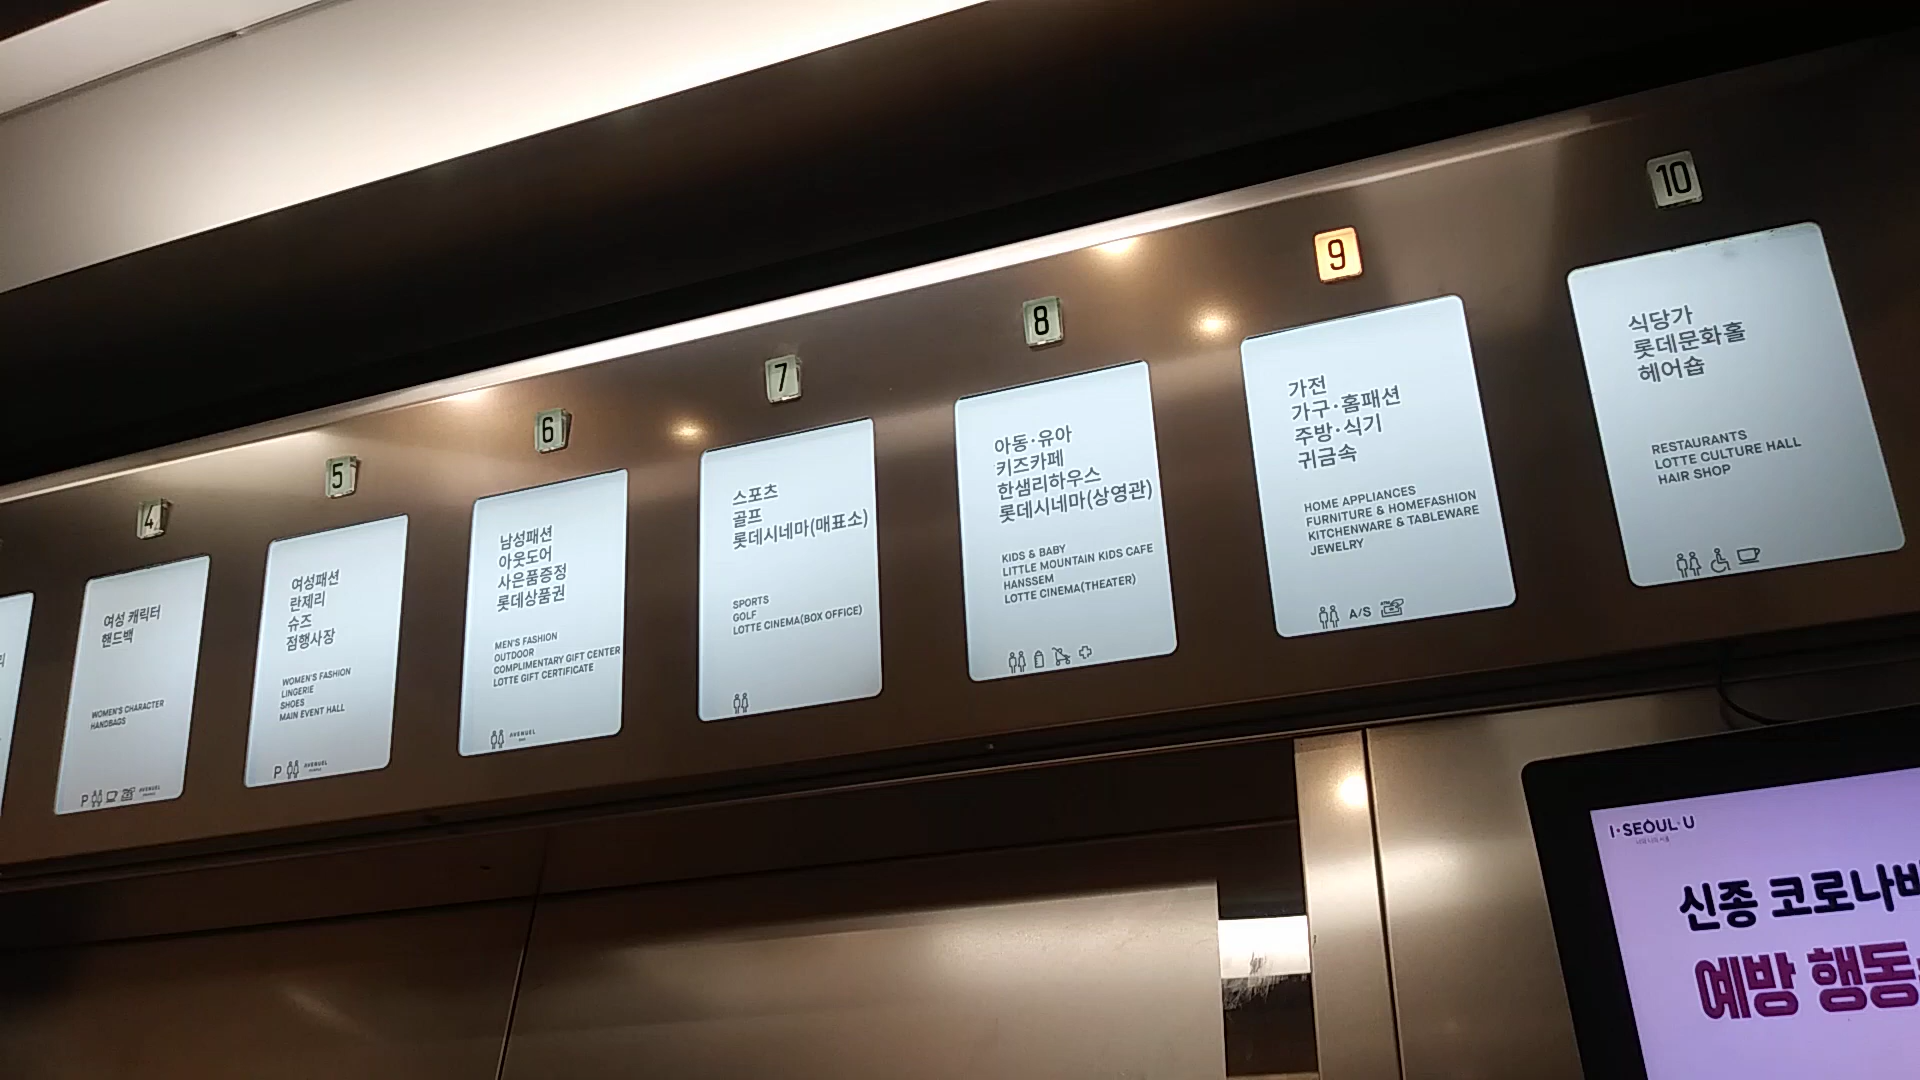 4
여성 캐릭터
핸드백
WOMEN'S CHARACTER
HANDBAGS
P
AVENUEL
5
여성패션
란제리
슈즈
점행사장
WOMEN'S FASHION
LINGERIE
SHOES
MAIN EVENT HALL
P
AVENUEL
6
남성패션
아웃도어
사은품증정
롯데상품권
MEN'S FASHION
OUTDOOR
COMPLIMENTARY GIFT CENTER
LOTTE GIFT CERTIFICATE
AVENUEL
7
스포츠
골프
롯데시네마(매표소)
SPORTS
GOLF
LOTTE CINEMA(BOX OFFICE)
8
아동·유아
키즈카페
한샘리하우스
롯데시네마(상영관)
KIDS & BABY
LITTLE MOUNTAIN KIDS CAFE
HANSSEM
LOTTE CINEMA(THEATER)
9
가전
가구·홈패션
주방·식기
귀금속
HOME APPLIANCES
FURNITURE & HOMEFASHION
KITCHENWARE & TABLEWARE
JEWELRY
A/S
10
식당가
롯데문화홀
헤어숍
RESTAURANTS
LOTTE CULTURE HALL
HAIR SHOP
I·SEOUL·U
신종 코로나바
예방 행동